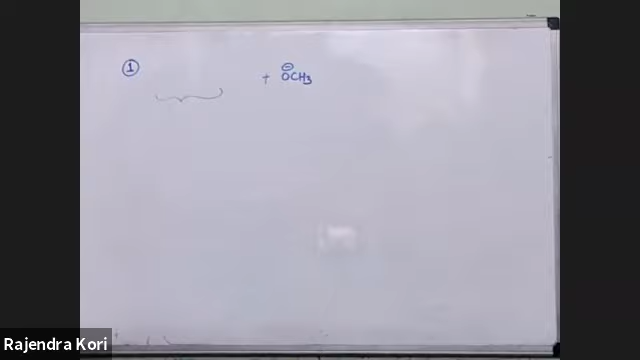 ① + ⊖OCH₃
Rajendra Kori